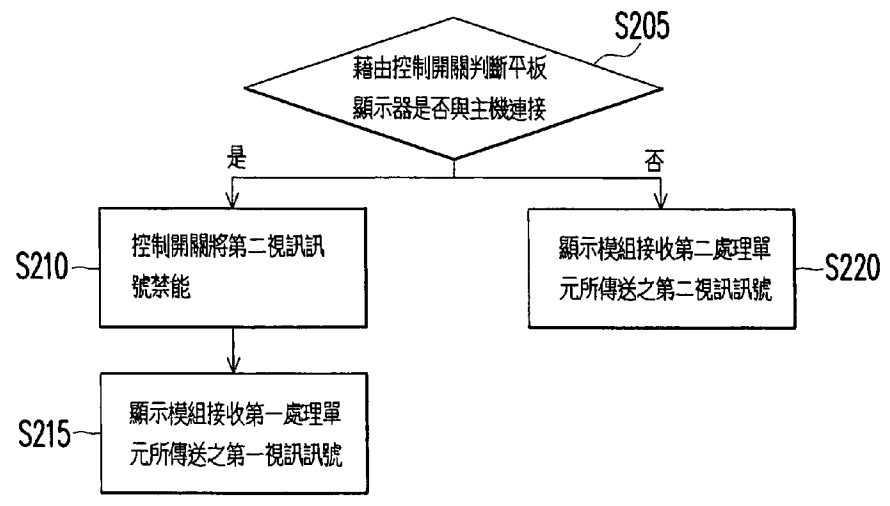 S205
藉由控制開關判斷平板
顯示器是否與主機連接
是
否
S210
控制開關將第二視訊訊
號禁能
顯示模組接收第二處理單
元所傳送之第二視訊訊號
S220
S215
顯示模組接收第一處理單
元所傳送之第一視訊訊號